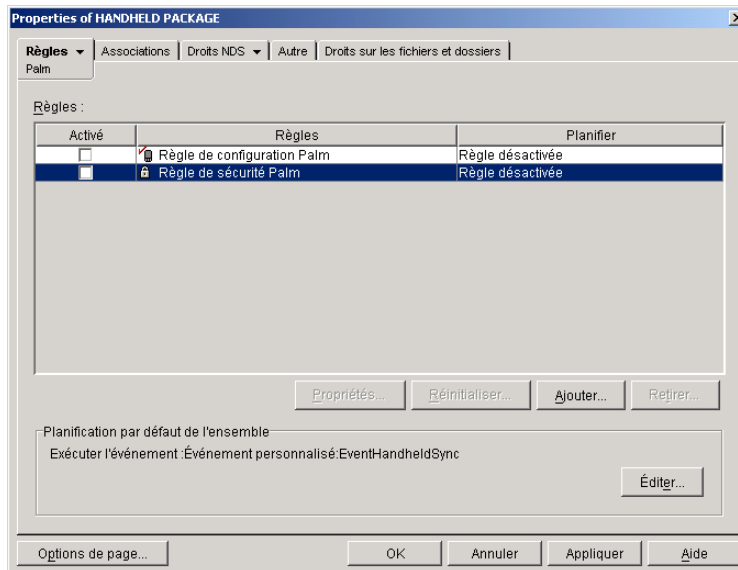 Properties of HANDHELD PACKAGE
Règles Associations Droits NDS Autre Droits sur les fichiers et dossiers
Palm
Règles :
Activé Règles Planifier
Règle de configuration Palm Règle désactivée
Règle de sécurité Palm Règle désactivée
Propriétés... Réinitialiser... Ajouter... Retirer...
Planification par défaut de l'ensemble
Exécuter l'événement :Événement personnalisé:EventHandheldSync
Éditer...
Options de page... OK Annuler Appliquer Aide